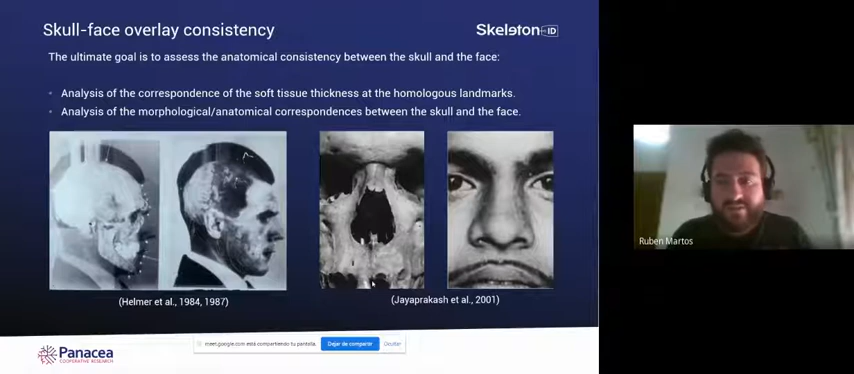 Skull-face overlay consistency
Skeleton-ID
The ultimate goal is to assess the anatomical consistency between the skull and the face:
• Analysis of the correspondence of the soft tissue thickness at the homologous landmarks.
• Analysis of the morphological/anatomical correspondences between the skull and the face.
(Helmer et al., 1984, 1987)
(Jayaprakash et al., 2001)
Ruben Martos
meet.google.com está compartiendo tu pantalla.
Dejar de compartir
Ocultar
Panacea
COOPERATIVE RESEARCH